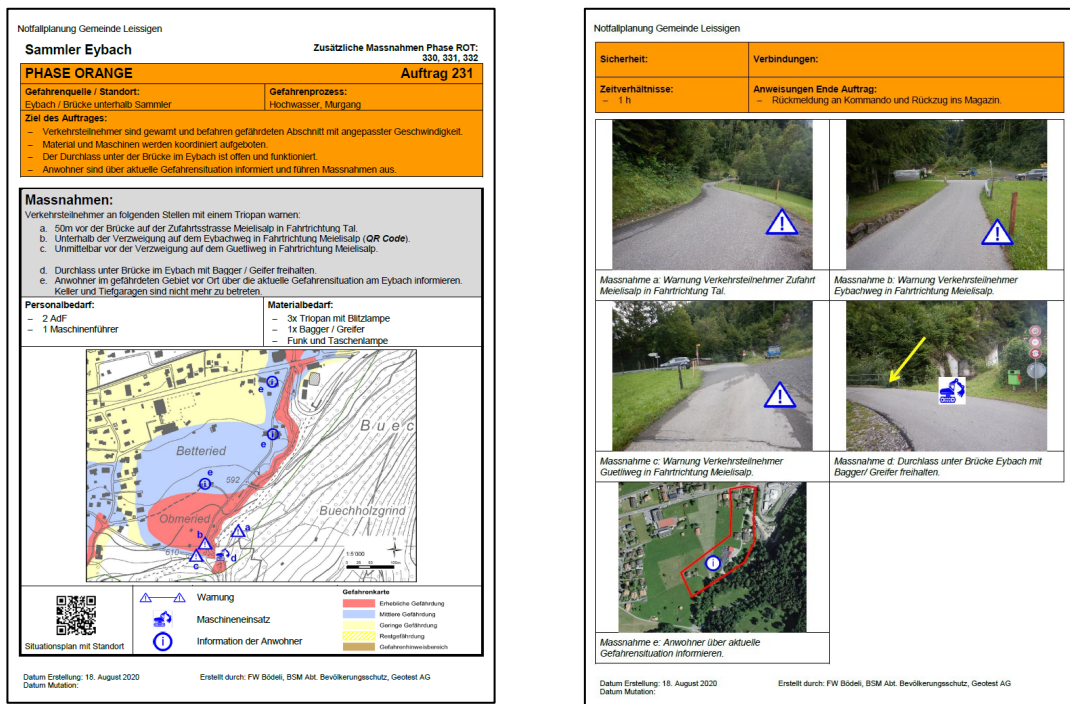 Notfallplanung Gemeinde Leissigen
Sammler Eybach
Zusätzliche Massnahmen Phase ROT:
330, 331, 332
PHASE ORANGE
Auftrag 231
Gefahrenquelle / Standort:
Eybach / Brücke unterhalb Sammler
Gefahrenprozess:
Hochwasser, Murgang
Ziel des Auftrages:
– Verkehrsteilnehmer sind gewarnt und befahren gefährdeten Abschnitt mit angepasster Geschwindigkeit.
– Material und Maschinen werden koordiniert aufgeboten.
– Der Durchlass unter der Brücke im Eybach ist offen und funktioniert.
– Anwohner sind über aktuelle Gefahrensituation informiert und führen Massnahmen aus.
Massnahmen:
Verkehrsteilnehmer an folgenden Stellen mit einem Triopan warnen:
a. 50m vor der Brücke auf der Zufahrtsstrasse Meielisalp in Fahrtrichtung Tal.
b. Unterhalb der Verzweigung auf dem Eybachweg in Fahrtrichtung Meielisalp (QR Code).
c. Unmittelbar vor der Verzweigung auf dem Guetliweg in Fahrtrichtung Meielisalp.
d. Durchlass unter Brücke im Eybach mit Bagger / Greifer freihalten.
e. Anwohner im gefährdeten Gebiet vor Ort über die aktuelle Gefahrensituation am Eybach informieren.
Keller und Tiefgaragen sind nicht mehr zu betreten.
Personalbedarf:
– 2 AdF
– 1 Maschinenführer
Materialbedarf:
– 3x Triopan mit Blitzlampe
– 1x Bagger / Greifer
– Funk und Taschenlampe
e
e
Buec
Betteried
e
592
Obmeried
Buechholzgrind
b
a
610
c
d
1:5'000
Situationsplan mit Standort
Warnung
Maschineneinsatz
Information der Anwohner
Gefahrenkarte
Erhebliche Gefährdung
Mittlere Gefährdung
Geringe Gefährdung
Restgefährdung
Gefahrenhinweisbereich
Datum Erstellung: 18. August 2020
Erstellt durch: FW Bödeli, BSM Abt. Bevölkerungsschutz, Geotest AG
Datum Mutation:
Notfallplanung Gemeinde Leissigen
Sicherheit:
Verbindungen:
Zeitverhältnisse:
– 1 h
Anweisungen Ende Auftrag:
– Rückmeldung an Kommando und Rückzug ins Magazin.
Massnahme a: Warnung Verkehrsteilnehmer Zufahrt
Meielisalp in Fahrtrichtung Tal.
Massnahme b: Warnung Verkehrsteilnehmer
Eybachweg in Fahrtrichtung Meielisalp.
Massnahme c: Warnung Verkehrsteilnehmer
Guetliweg in Fahrtrichtung Meielisalp.
Massnahme d: Durchlass unter Brücke Eybach mit
Bagger/ Greifer freihalten.
Massnahme e: Anwohner über aktuelle
Gefahrensituation informieren.
Datum Erstellung: 18. August 2020
Erstellt durch: FW Bödeli, BSM Abt. Bevölkerungsschutz, Geotest AG
Datum Mutation: